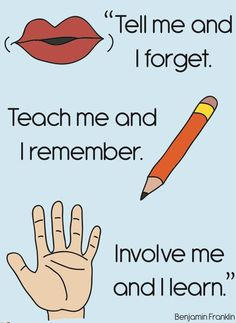 “Tell me and
I forget.
Teach me and
I remember.
Involve me
and I learn.”
Benjamin Franklin